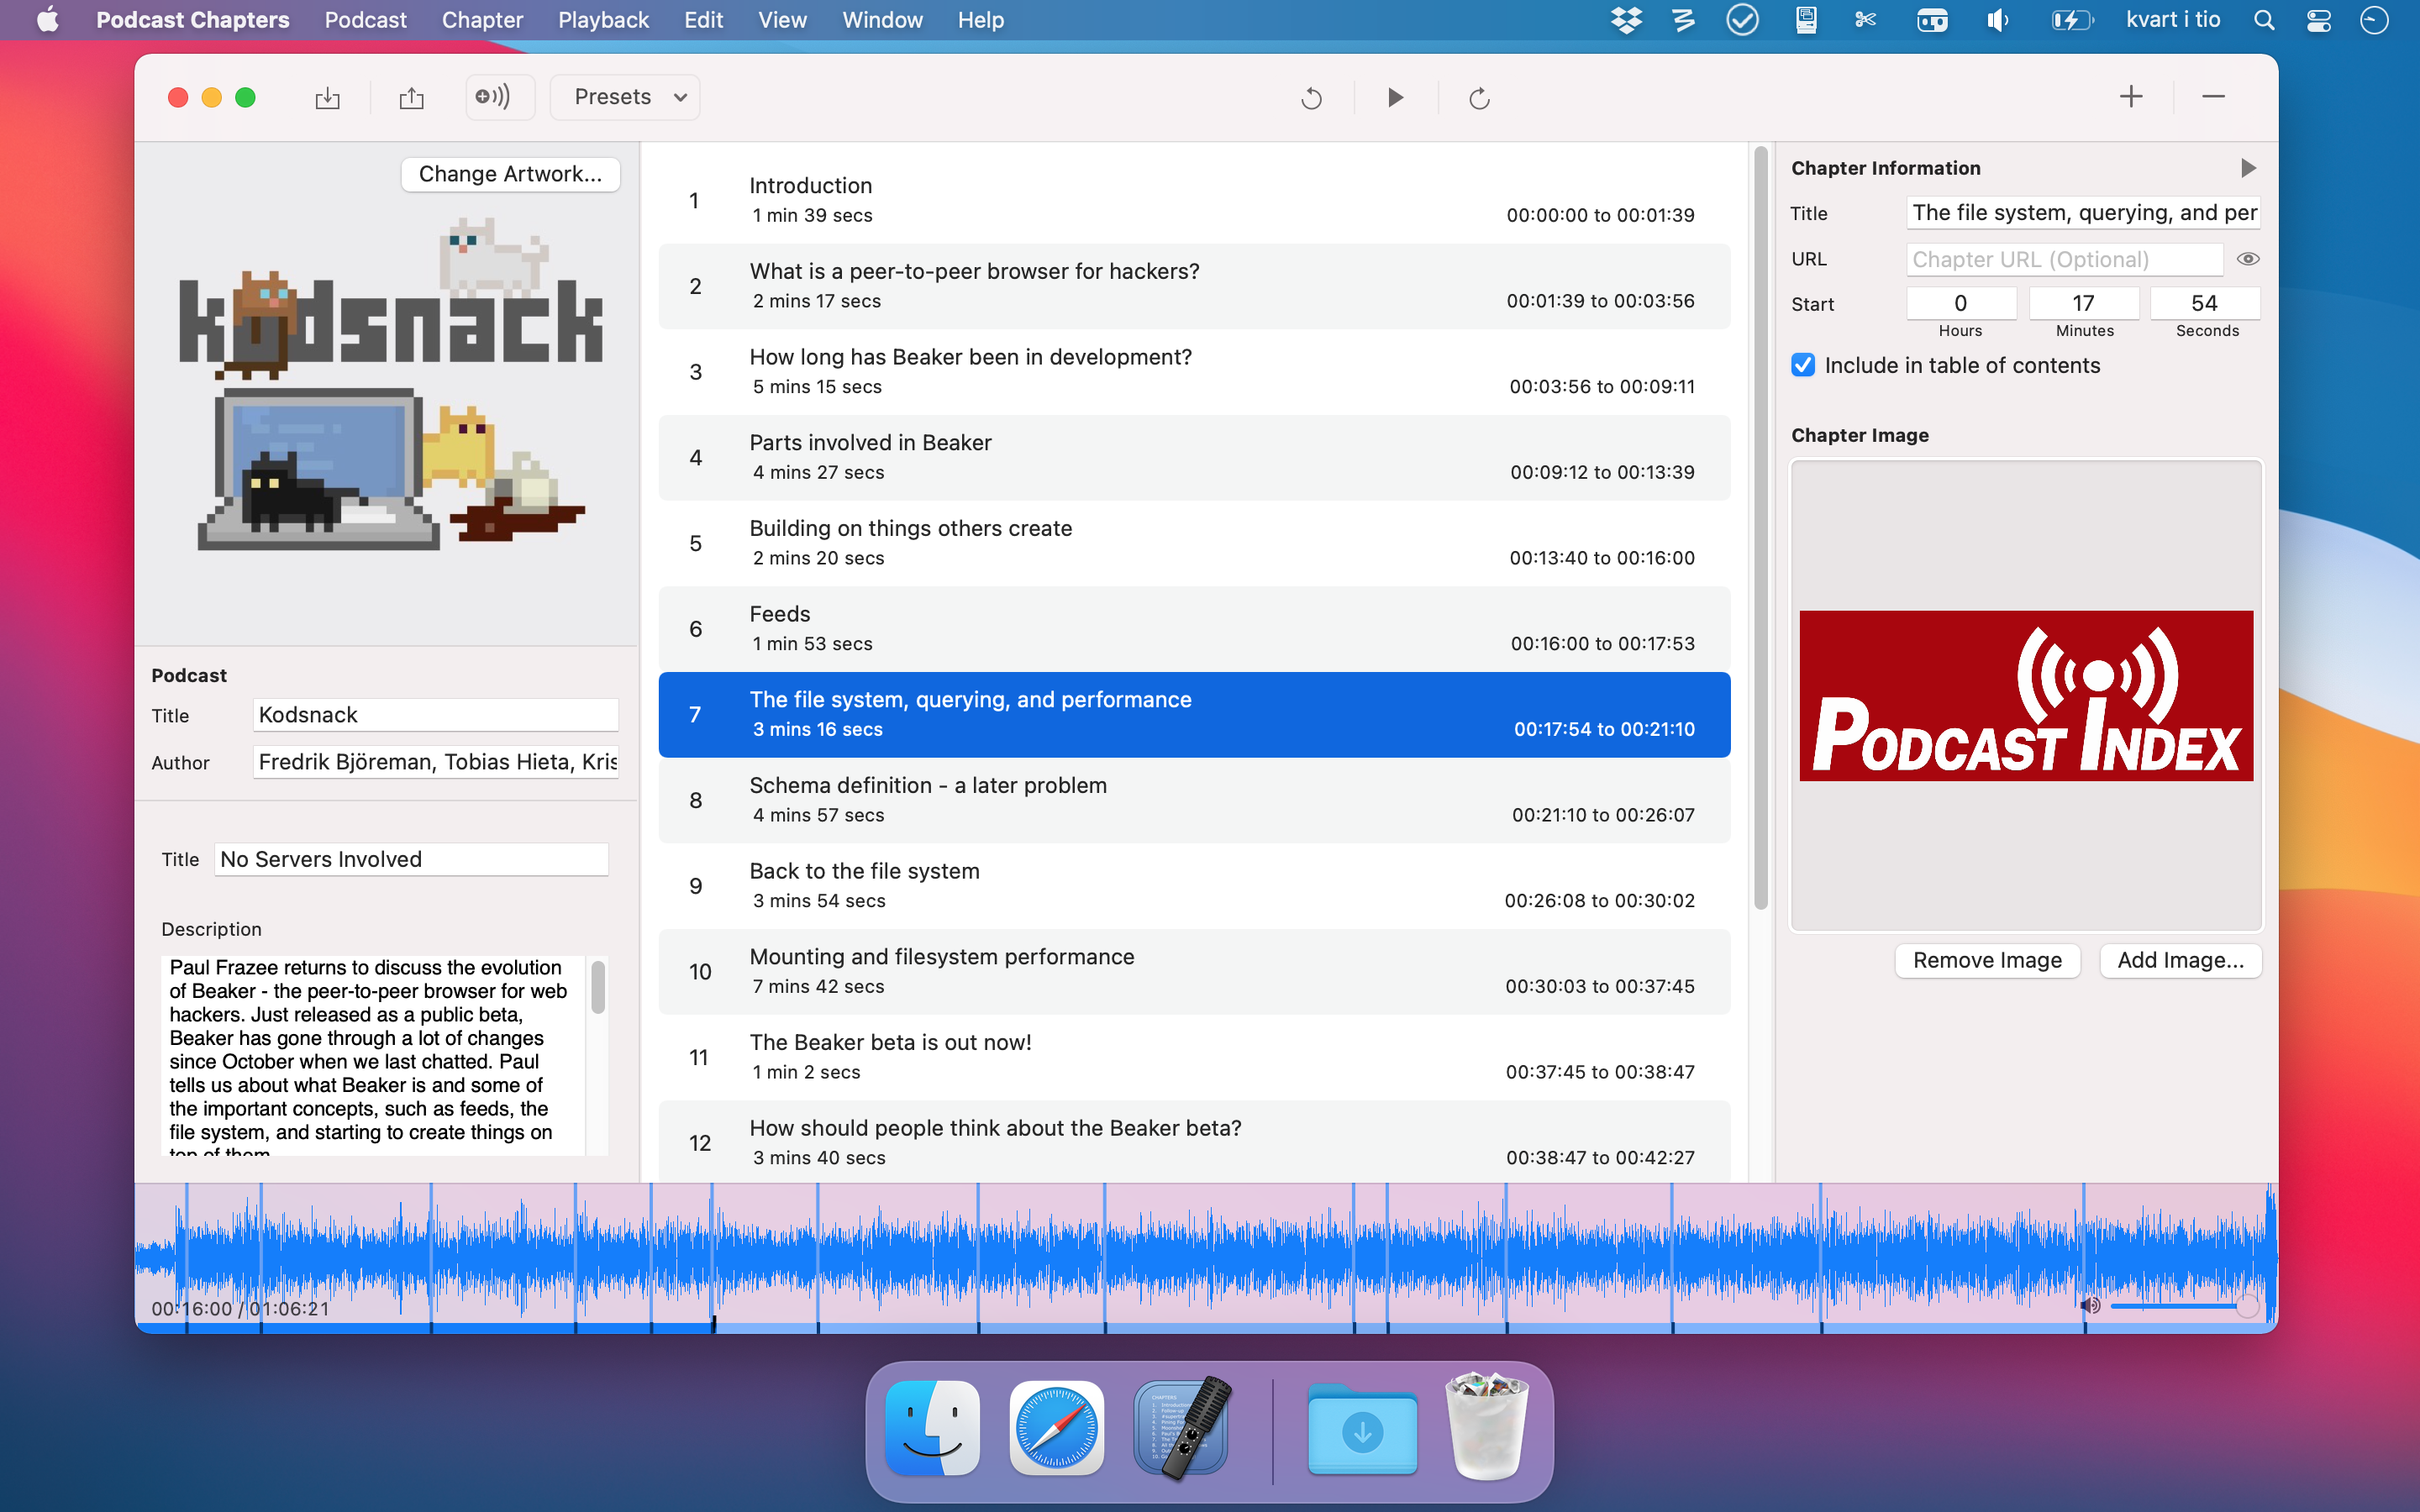 Podcast Chapters Podcast Chapter Playback Edit View Window Help kvart i tio
Presets
Change Artwork...
kodsnack
Podcast
Title Kodsnack
Author Fredrik Björeman, Tobias Hieta, Kris
Title No Servers Involved
Description
Paul Frazee returns to discuss the evolution
of Beaker - the peer-to-peer browser for web
hackers. Just released as a public beta,
Beaker has gone through a lot of changes
since October when we last chatted. Paul
tells us about what Beaker is and some of
the important concepts, such as feeds, the
file system, and starting to create things on
top of them.
1 Introduction
1 min 39 secs 00:00:00 to 00:01:39
2 What is a peer-to-peer browser for hackers?
2 mins 17 secs 00:01:39 to 00:03:56
3 How long has Beaker been in development?
5 mins 15 secs 00:03:56 to 00:09:11
4 Parts involved in Beaker
4 mins 27 secs 00:09:12 to 00:13:39
5 Building on things others create
2 mins 20 secs 00:13:40 to 00:16:00
6 Feeds
1 min 53 secs 00:16:00 to 00:17:53
7 The file system, querying, and performance
3 mins 16 secs 00:17:54 to 00:21:10
8 Schema definition - a later problem
4 mins 57 secs 00:21:10 to 00:26:07
9 Back to the file system
3 mins 54 secs 00:26:08 to 00:30:02
10 Mounting and filesystem performance
7 mins 42 secs 00:30:03 to 00:37:45
11 The Beaker beta is out now!
1 min 2 secs 00:37:45 to 00:38:47
12 How should people think about the Beaker beta?
3 mins 40 secs 00:38:47 to 00:42:27
Chapter Information
Title The file system, querying, and per
URL Chapter URL (Optional)
Start 0 17 54
Hours Minutes Seconds
Include in table of contents
Chapter Image
PODCAST INDEX
Remove Image Add Image...
00:16:00 / 01:06:21
CHAPTERS